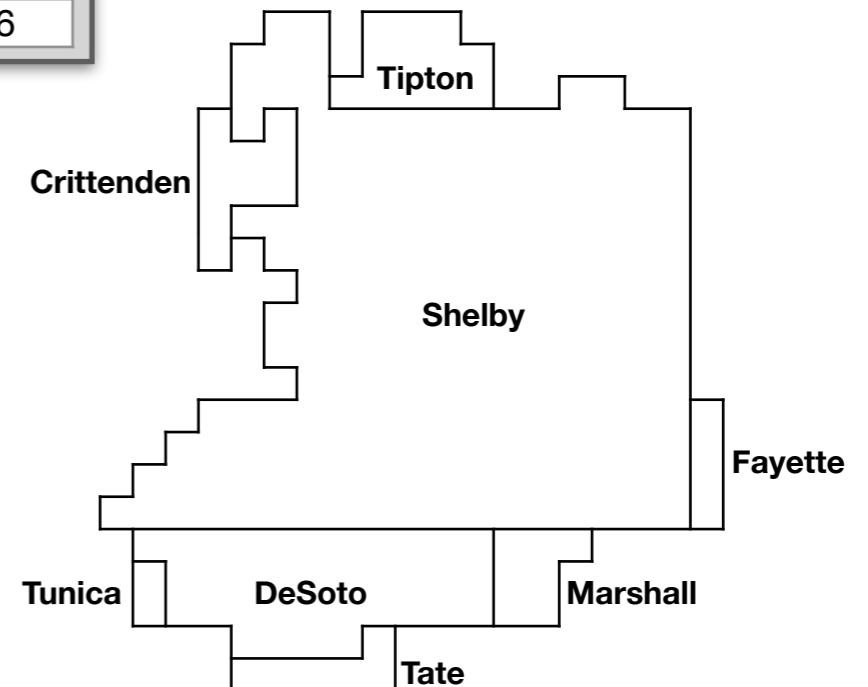 6
Tipton
Crittenden
Shelby
Fayette
Tunica
DeSoto
Marshall
Tate